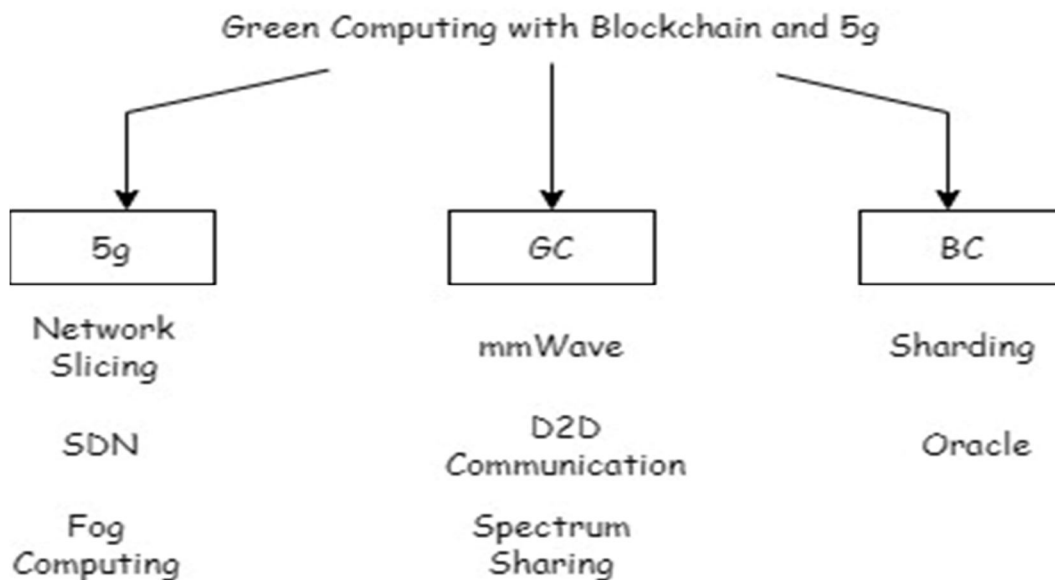 Green Computing with Blockchain and 5g
5g
GC
BC
Network
Slicing
mmWave
Sharding
SDN
D2D
Communication
Oracle
Fog
Computing
Spectrum
Sharing